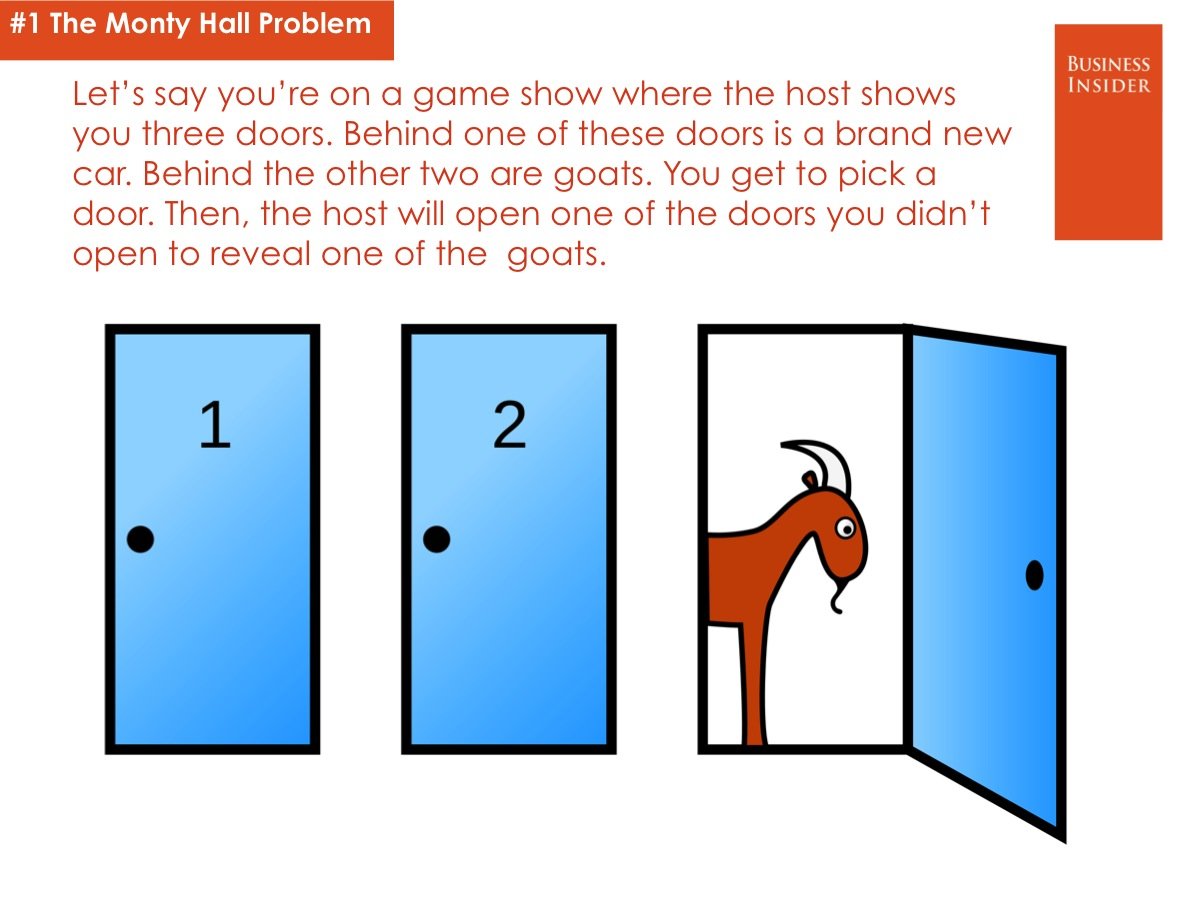 #1 The Monty Hall Problem
BUSINESS
INSIDER
Let’s say you’re on a game show where the host shows
you three doors. Behind one of these doors is a brand new
car. Behind the other two are goats. You get to pick a
door. Then, the host will open one of the doors you didn’t
open to reveal one of the  goats.
1
2